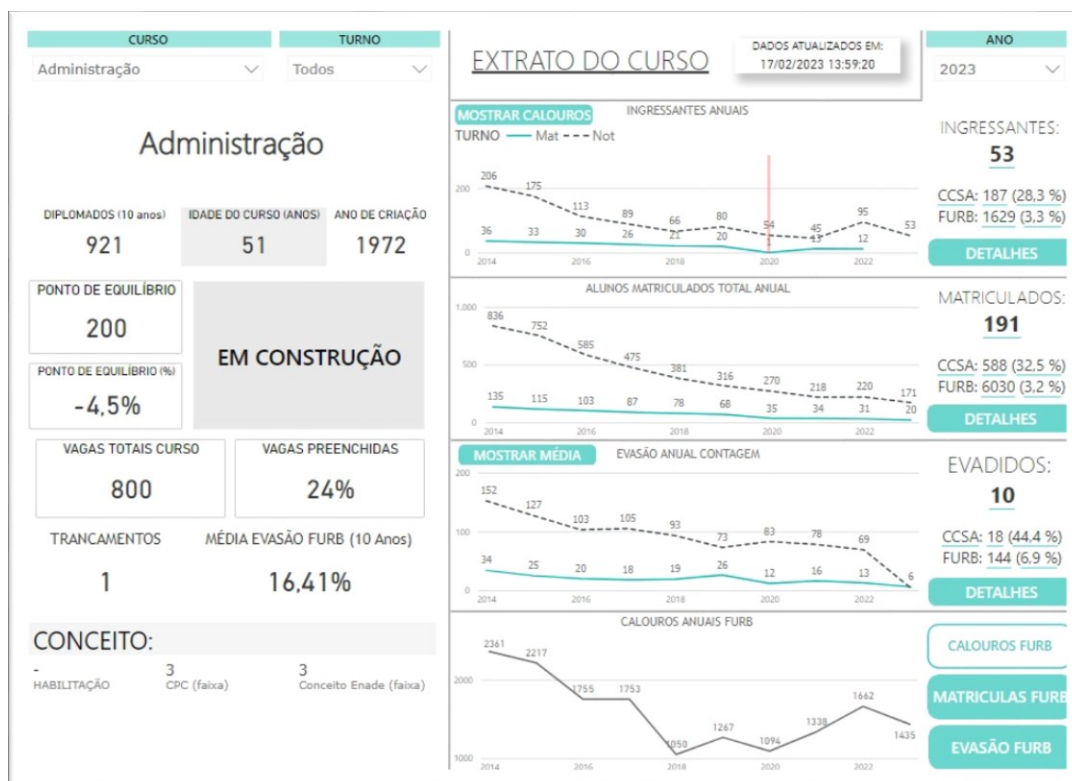 CURSO
TURNO
Administração
Todos
Administração
DIPLOMADOS (10 anos)
IDADE DO CURSO (ANOS)
ANO DE CRIAÇÃO
921
51
1972
PONTO DE EQUILÍBRIO
200
PONTO DE EQUILÍBRIO (%)
-4,5%
EM CONSTRUÇÃO
VAGAS TOTAIS CURSO
VAGAS PREENCHIDAS
800
24%
TRANCAMENTOS
MÉDIA EVASÃO FURB (10 Anos)
1
16,41%
CONCEITO:
-
3
3
HABILITAÇÃO
CPC (faixa)
Conceito Enade (faixa)
EXTRATO DO CURSO
DADOS ATUALIZADOS EM:
17/02/2023 13:59:20
MOSTRAR CALOUROS
INGRESSANTES ANUAIS
TURNO Mat Not
200
0
206 175 113 89 66 80 54 45 95 53
36 33 30 26 21 20 1 13 12
2014 2016 2018 2020 2022
ALUNOS MATRICULADOS TOTAL ANUAL
1.000
500
0
836 752 585 475 381 316 270 218 220 171
135 115 103 87 78 68 35 34 31 20
2014 2016 2018 2020 2022
MOSTRAR MÉDIA
EVASÃO ANUAL CONTAGEM
200
100
0
152 127 103 105 93 73 83 78 69 6
34 25 20 18 19 26 12 16 13
2014 2016 2018 2020 2022
CALOUROS ANUAIS FURB
2000
1000
2361 2217 1755 1753 1050 1267 1094 1338 1662 1435
2014 2016 2018 2020 2022
ANO
2023
INGRESSANTES:
53
CCSA: 187 (28,3 %)
FURB: 1629 (3,3 %)
DETALHES
MATRICULADOS:
191
CCSA: 588 (32,5 %)
FURB: 6030 (3,2 %)
DETALHES
EVADIDOS:
10
CCSA: 18 (44,4 %)
FURB: 144 (6,9 %)
DETALHES
CALOUROS FURB
MATRICULAS FURB
EVASÃO FURB